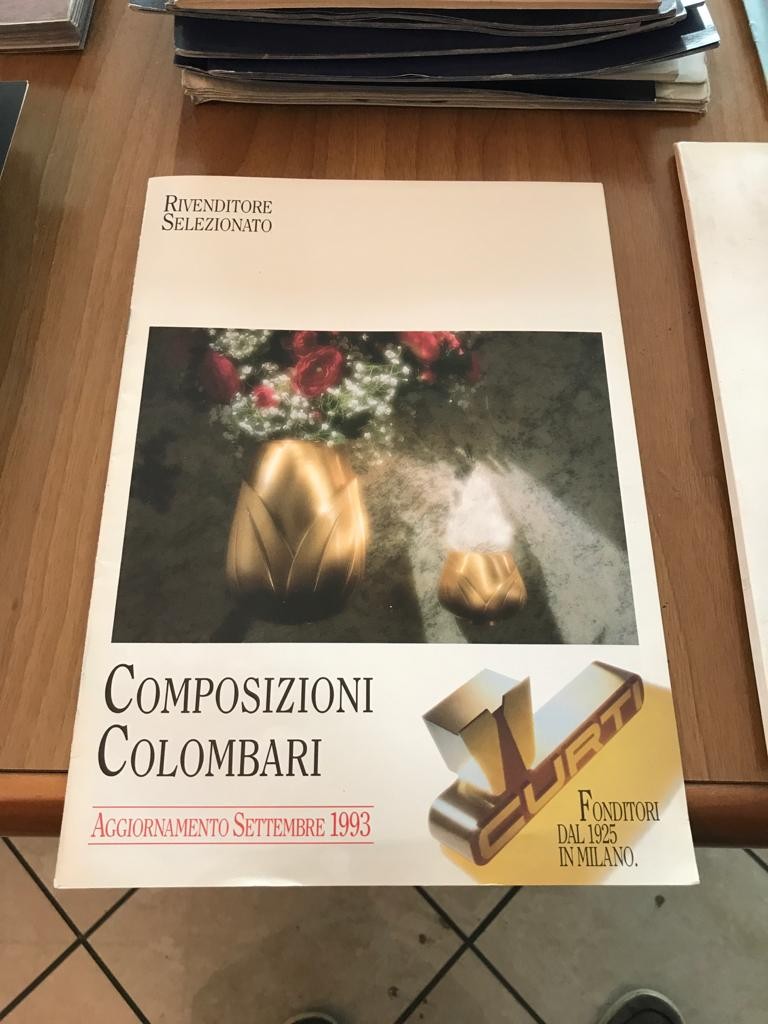 RIVENDITORE
SELEZIONATO
COMPOSIZIONI
COLOMBARI
AGGIORNAMENTO SETTEMBRE 1993
CURTI
FONDITORI
DAL 1925
IN MILANO.